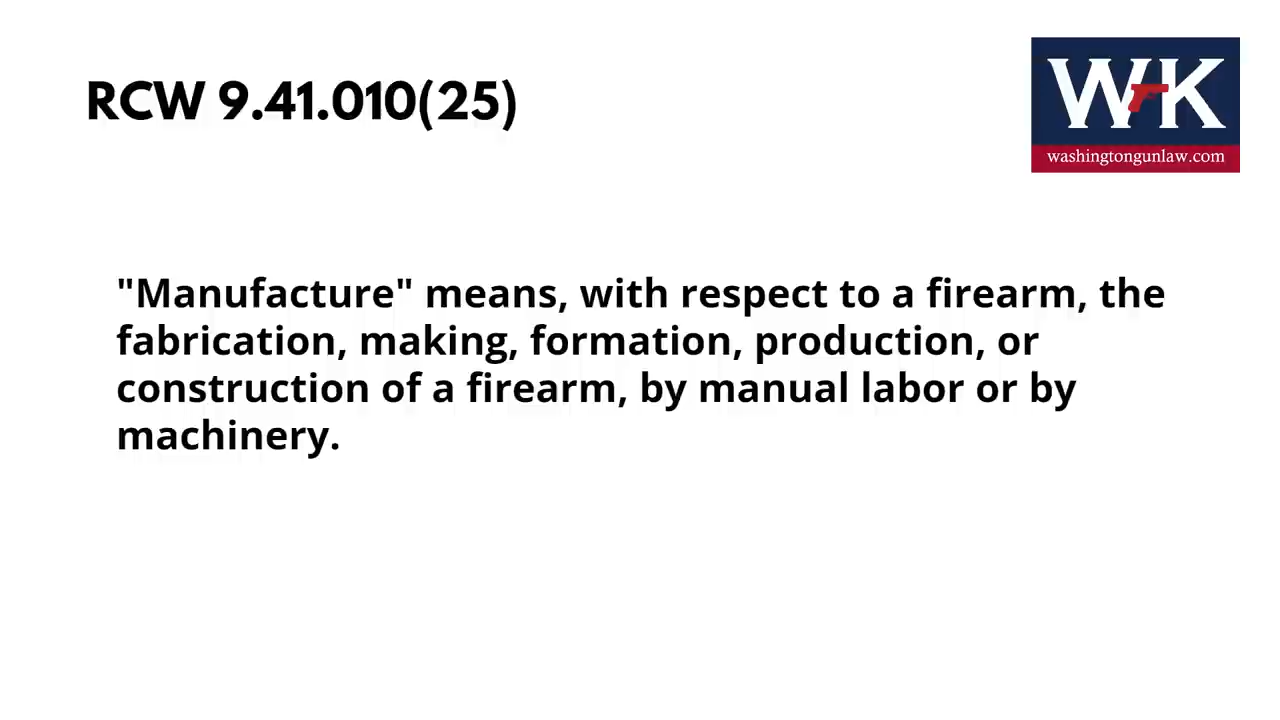 RCW 9.41.010(25)
WK
washingtongunlaw.com
"Manufacture" means, with respect to a firearm, the
fabrication, making, formation, production, or
construction of a firearm, by manual labor or by
machinery.